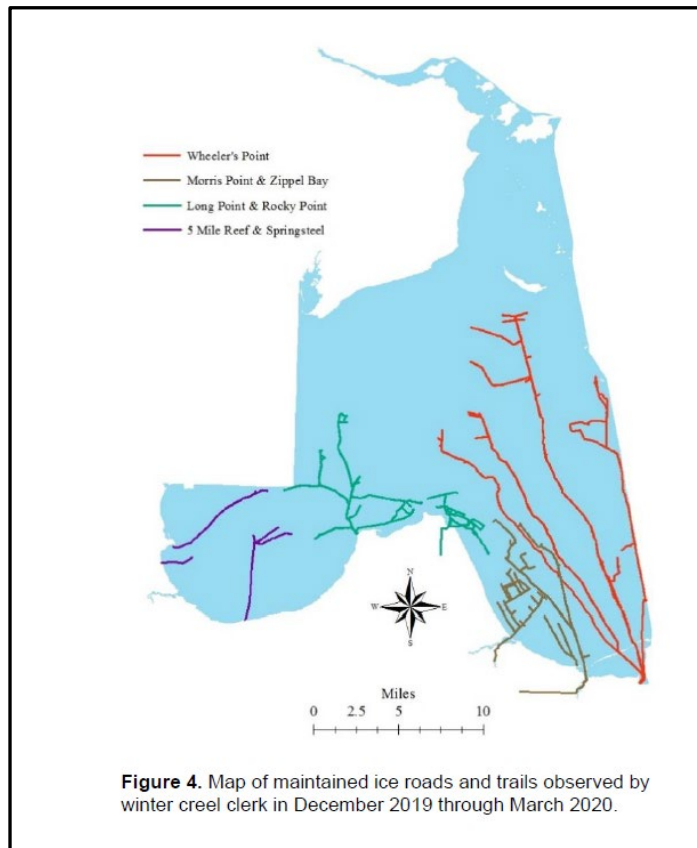 Wheeler's Point
Morris Point & Zippel Bay
Long Point & Rocky Point
5 Mile Reef & Springsteel
N
W E
S
Miles
0 2.5 5 10
Figure 4. Map of maintained ice roads and trails observed by
winter creel clerk in December 2019 through March 2020.